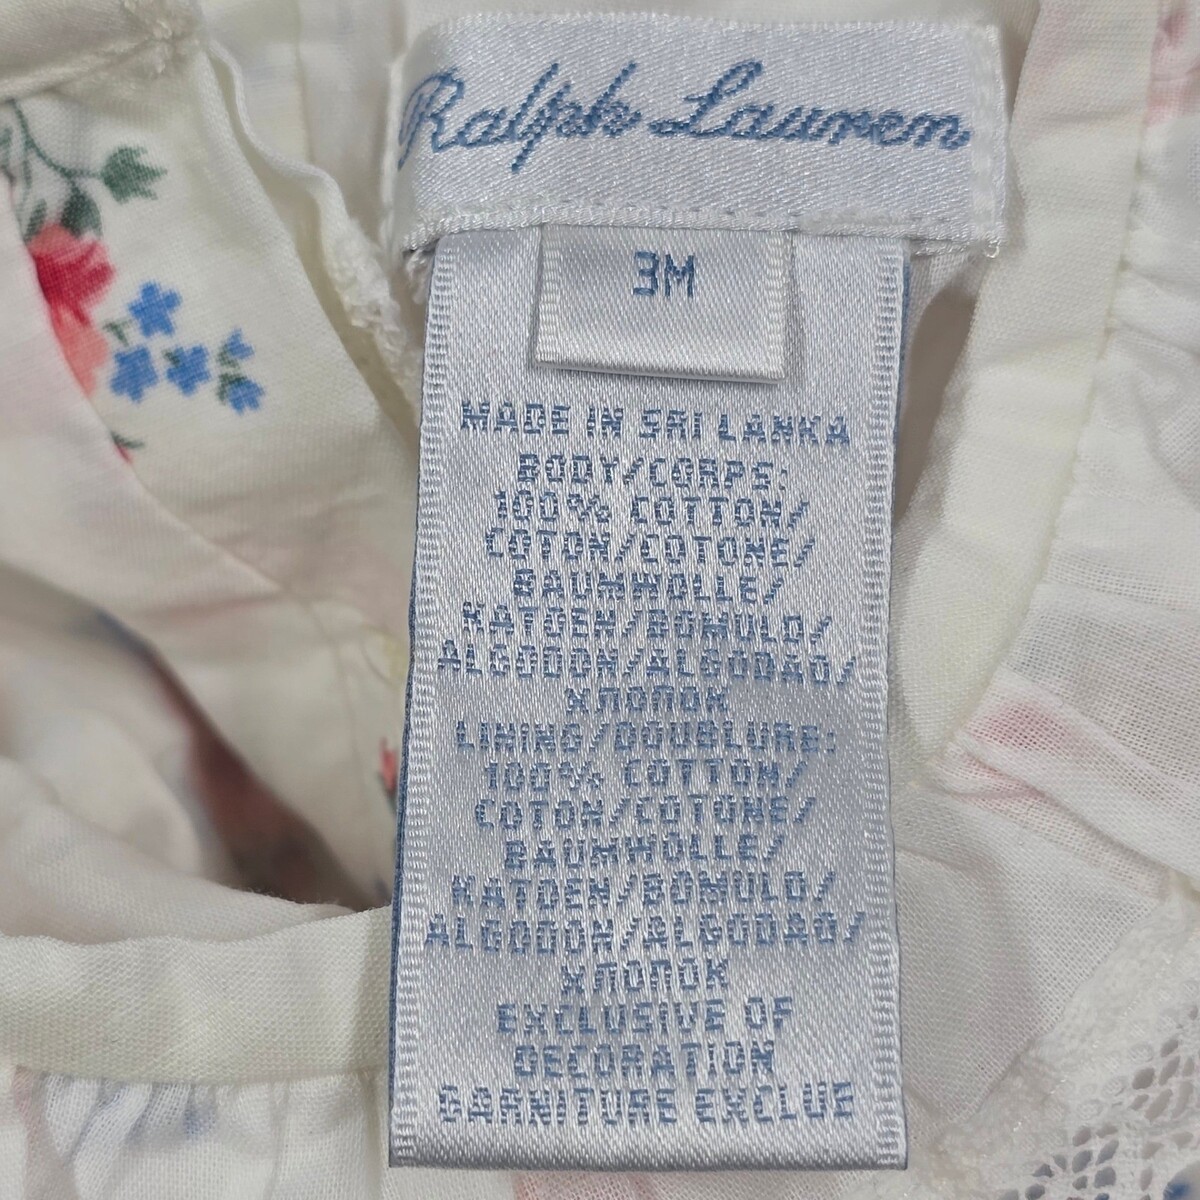 Ralph Lauren
3M
MADE IN SRI LANKA
BODY/CORPS:
100% COTTON/
COTON/COTONE/
BAUMWOLLE/
KATOEN/BOMULD/
ALGODON/ALGODAO/
ХЛОПОК
LINING/DOUBLURE:
100% COTTON/
COTON/COTONE/
BAUMWOLLE/
KATOEN/BOMULD/
ALGODON/ALGODAO/
ХЛОПОК
EXCLUSIVE OF
DECORATION
GARNITURE EXCLUE